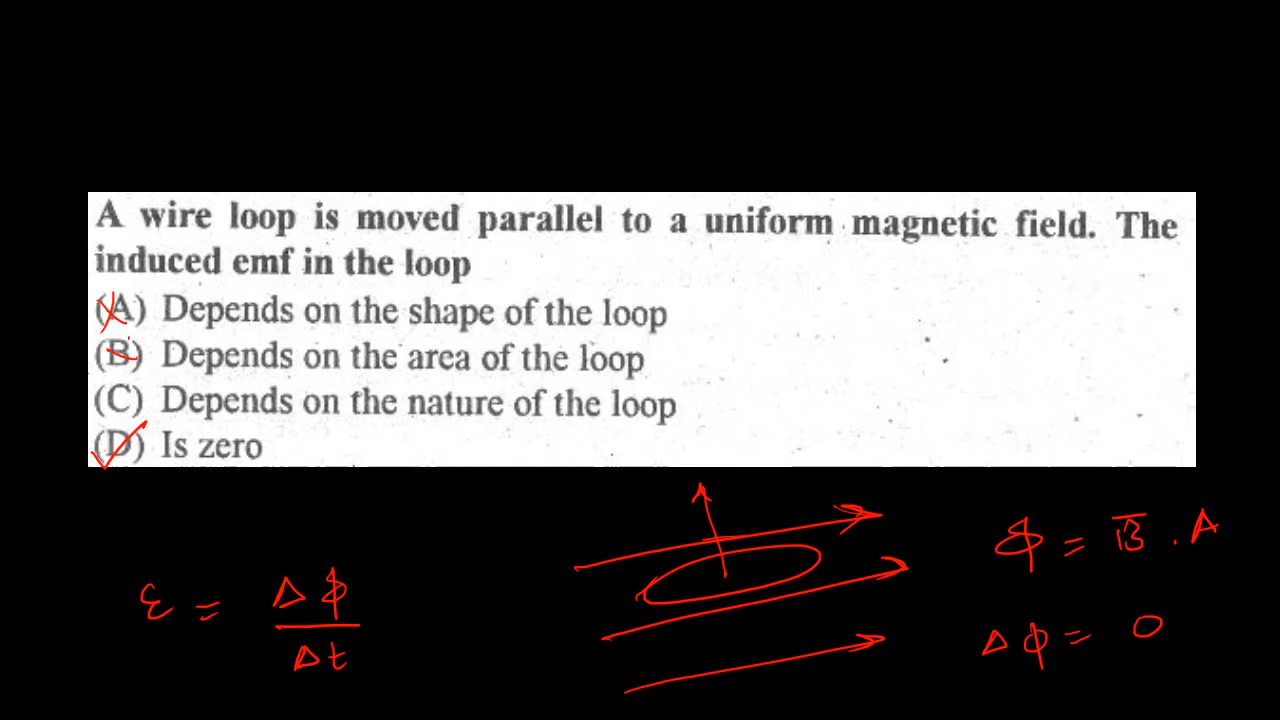 A wire loop is moved parallel to a uniform magnetic field. The
induced emf in the loop
(A) Depends on the shape of the loop
(B) Depends on the area of the loop
(C) Depends on the nature of the loop
(D) Is zero
ϕ = B̅ . A
ε = Δϕ / Δt
Δϕ = 0